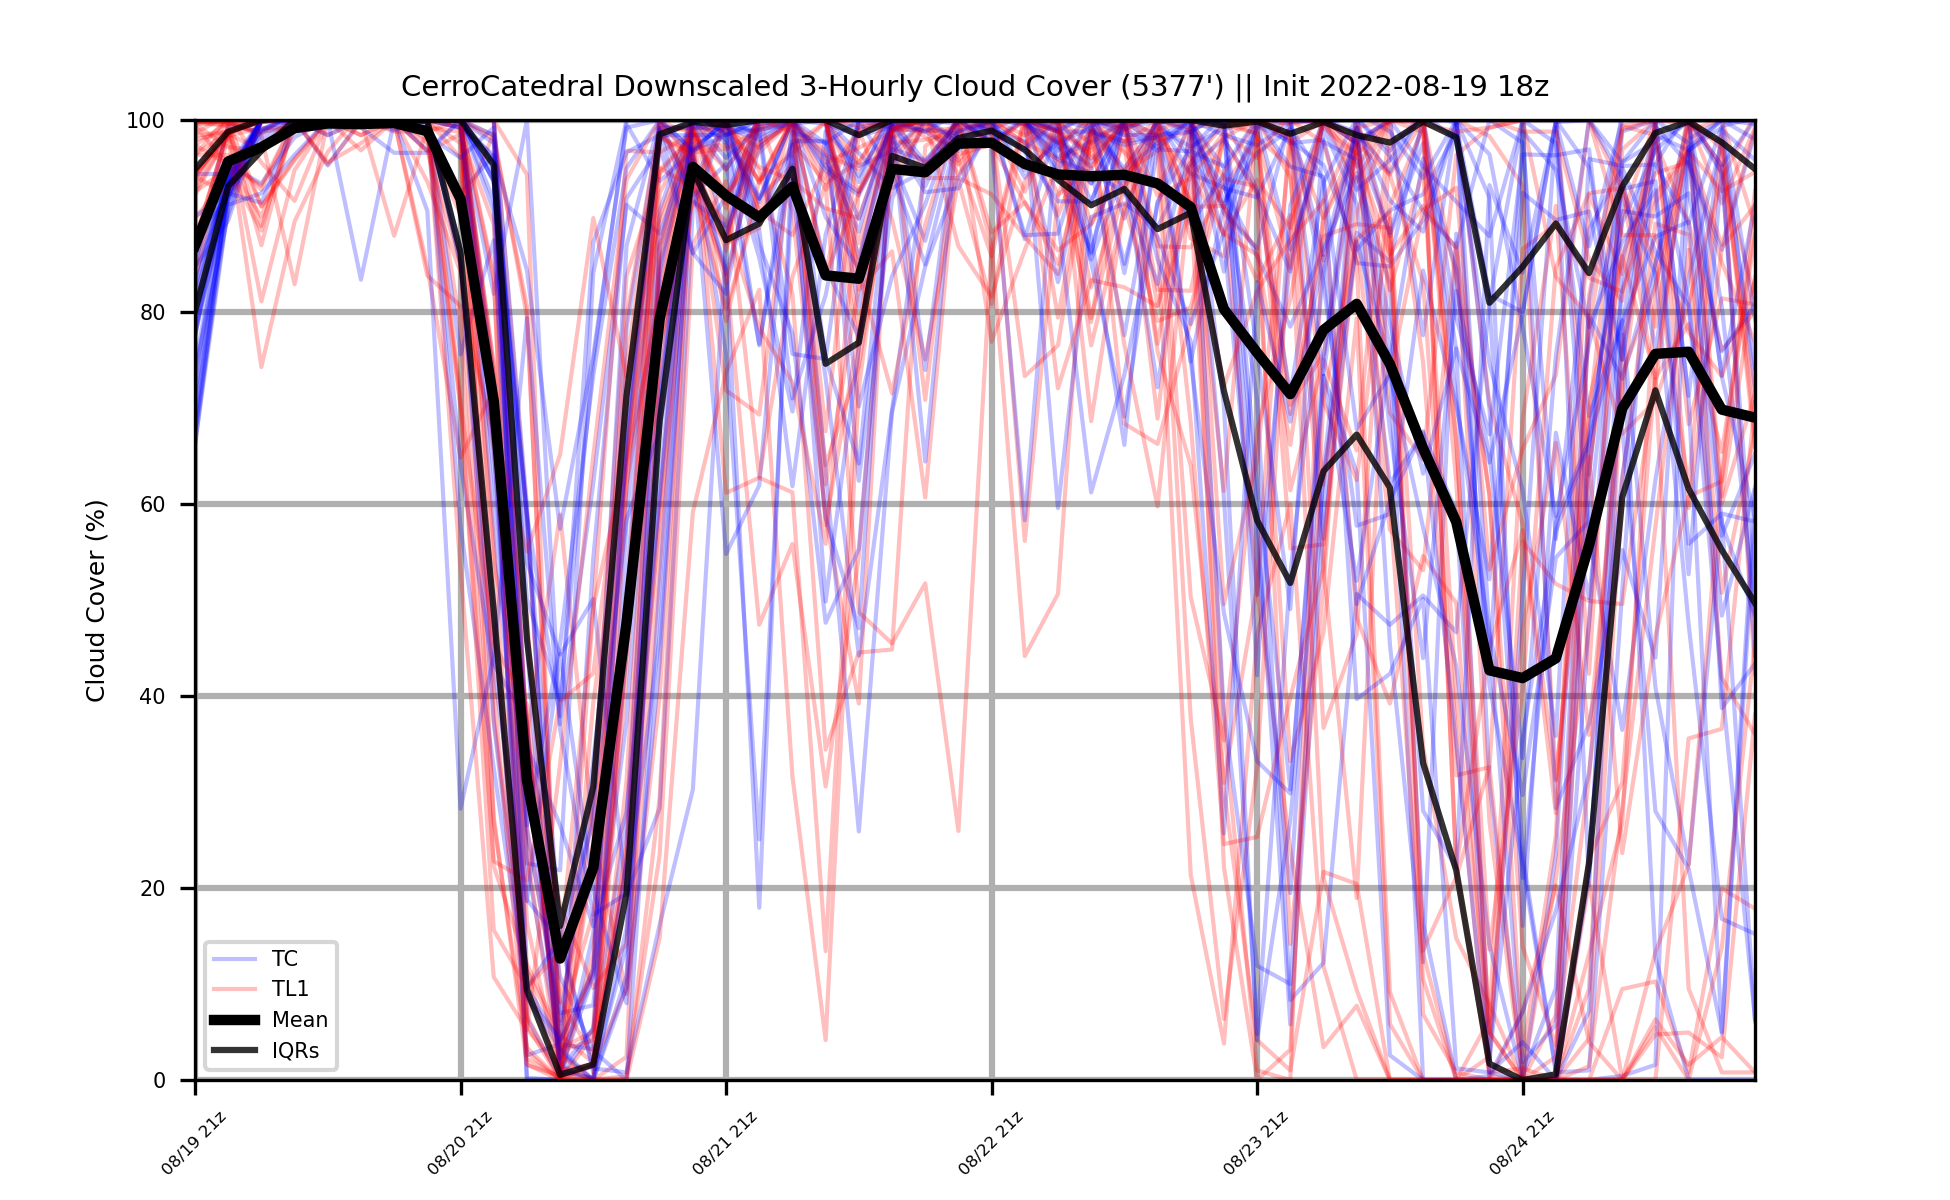 CerroCatedral Downscaled 3-Hourly Cloud Cover (5377') || Init 2022-08-19 18z
Cloud Cover (%)
100
80
60
40
20
0
TC
TL1
Mean
IQRs
08/19 21z
08/20 21z
08/21 21z
08/22 21z
08/23 21z
08/24 21z